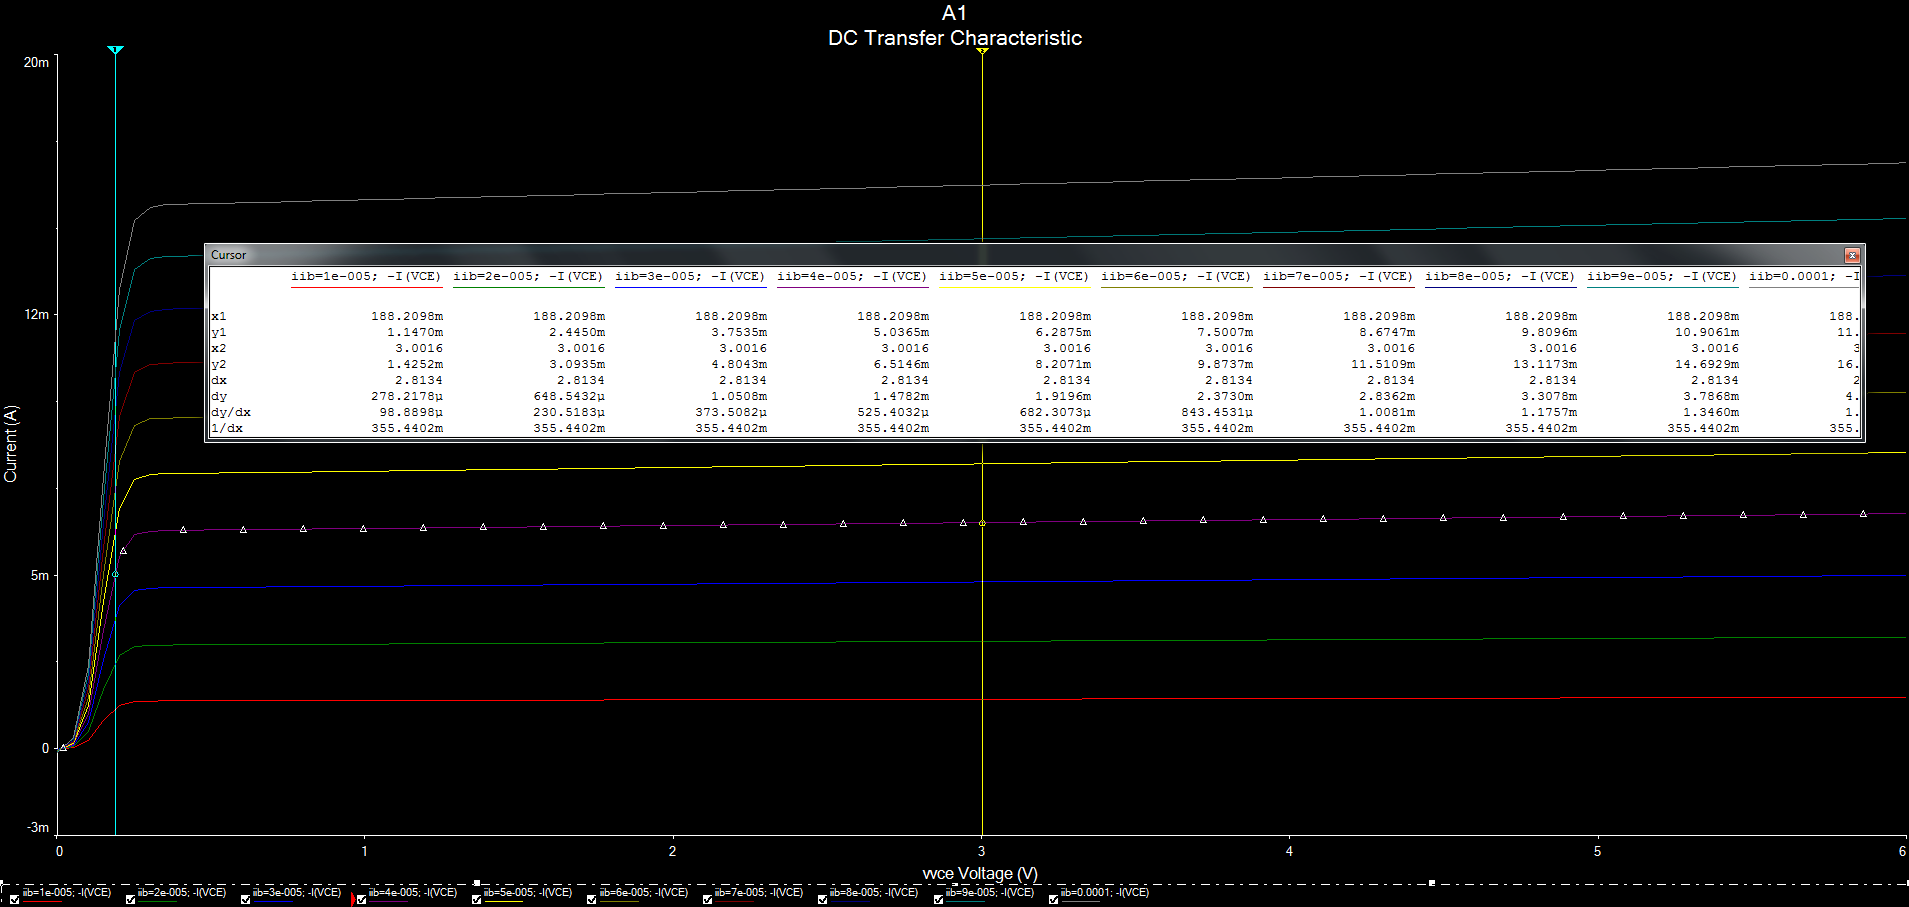 A1
DC Transfer Characteristic
20m
12m
5m
0
-3m
Current (A)
Cursor
iib=1e-005; -I(VCE) iib=2e-005; -I(VCE) iib=3e-005; -I(VCE) iib=4e-005; -I(VCE) iib=5e-005; -I(VCE) iib=6e-005; -I(VCE) iib=7e-005; -I(VCE) iib=8e-005; -I(VCE) iib=9e-005; -I(VCE) iib=0.0001; -I
x1 188.2098m 188.2098m 188.2098m 188.2098m 188.2098m 188.2098m 188.2098m 188.2098m 188.2098m 188.
y1 1.1470m 2.4450m 3.7535m 5.0365m 6.2875m 7.5007m 8.6747m 9.8096m 10.9061m 11.
x2 3.0016 3.0016 3.0016 3.0016 3.0016 3.0016 3.0016 3.0016 3.0016 3
y2 1.4252m 3.0935m 4.8043m 6.5146m 8.2071m 9.8737m 11.5109m 13.1173m 14.6929m 16.
dx 2.8134 2.8134 2.8134 2.8134 2.8134 2.8134 2.8134 2.8134 2.8134 2
dy 278.2178µ 648.5432µ 1.0508m 1.4782m 1.9196m 2.3730m 2.8362m 3.3078m 3.7868m 4.
dy/dx 98.8898µ 230.5183µ 373.5082µ 525.4032µ 682.3073µ 843.4531µ 1.0081m 1.1757m 1.3460m 1.
1/dx 355.4402m 355.4402m 355.4402m 355.4402m 355.4402m 355.4402m 355.4402m 355.4402m 355.4402m 355.
0 1 2 3 4 5 6
vvce Voltage (V)
iib=1e-005; -I(VCE) iib=2e-005; -I(VCE) iib=3e-005; -I(VCE) iib=4e-005; -I(VCE) iib=5e-005; -I(VCE) iib=6e-005; -I(VCE) iib=7e-005; -I(VCE) iib=8e-005; -I(VCE) iib=9e-005; -I(VCE) iib=0.0001; -I(VCE)